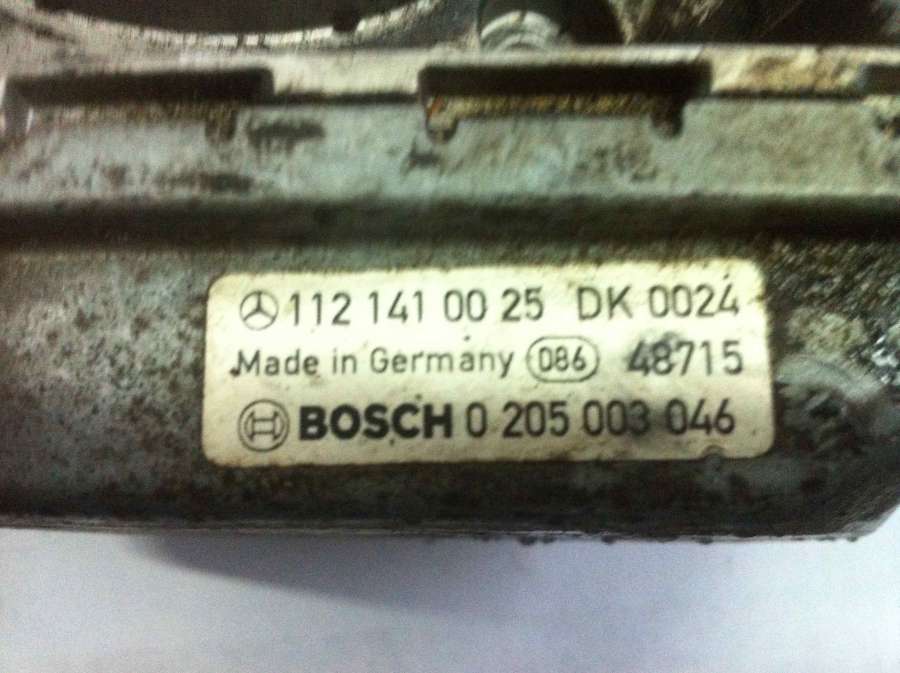 112 141 00 25 DK 0024
Made in Germany 086 48715
BOSCH 0 205 003 046